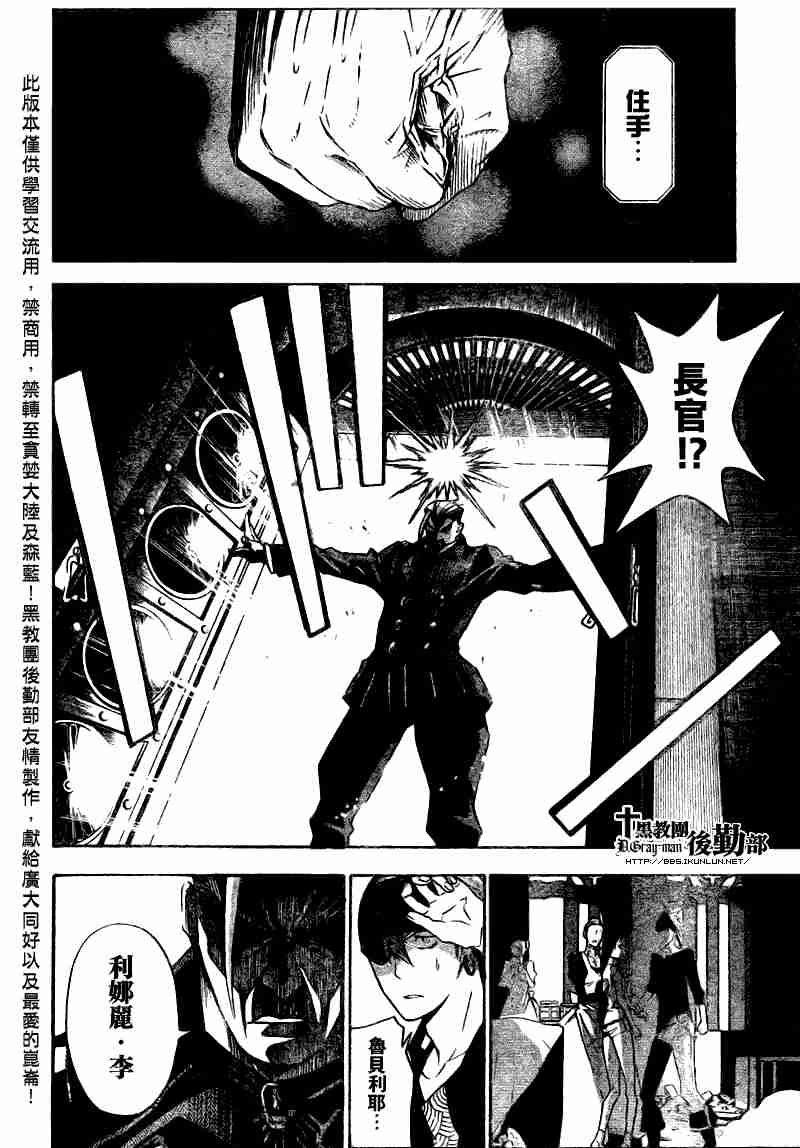 住手…
長官!?
黑教團
D.Gray-man 後勤部
HTTP://BBS.IKUNLUN.NET/
魯貝利耶…
利娜麗・李
此版本僅供學習交流用，禁商用，禁轉至貪婪大陸及森藍！黑教團後勤部友情製作，獻給廣大同好以及最愛的崑崙！